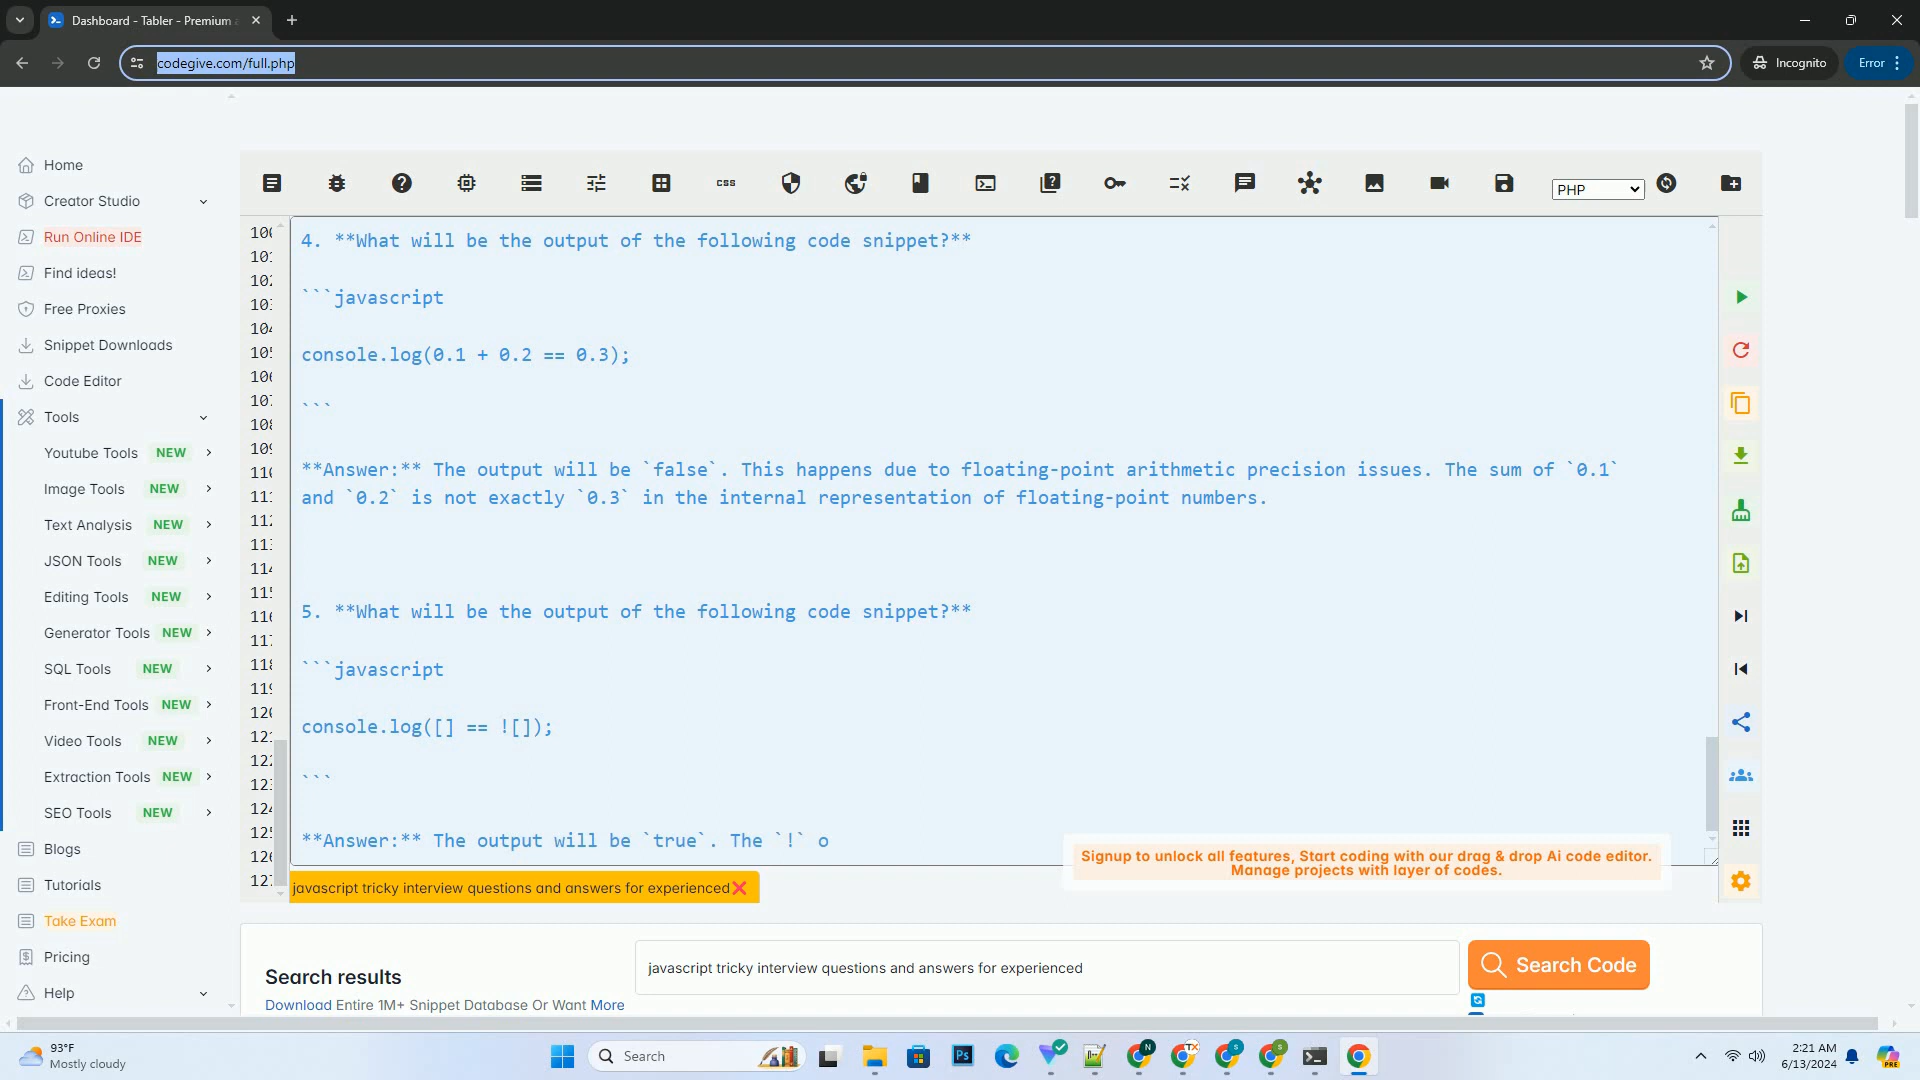 Dashboard - Tabler - Premium
codegive.com/full.php
Incognito
Error
Home
Creator Studio
Run Online IDE
Find ideas!
Free Proxies
Snippet Downloads
Code Editor
Tools
Youtube Tools NEW
Image Tools NEW
Text Analysis NEW
JSON Tools NEW
Editing Tools NEW
Generator Tools NEW
SQL Tools NEW
Front-End Tools NEW
Video Tools NEW
Extraction Tools NEW
SEO Tools NEW
Blogs
Tutorials
Take Exam
Pricing
Help
css
PHP
4. **What will be the output of the following code snippet?**
```javascript
console.log(0.1 + 0.2 == 0.3);
```
**Answer:** The output will be `false`. This happens due to floating-point arithmetic precision issues. The sum of `0.1`
and `0.2` is not exactly `0.3` in the internal representation of floating-point numbers.
5. **What will be the output of the following code snippet?**
```javascript
console.log([] == ![]);
```
**Answer:** The output will be `true`. The `!` o
Signup to unlock all features, Start coding with our drag & drop Ai code editor.
Manage projects with layer of codes.
javascript tricky interview questions and answers for experienced
Search results
Download Entire 1M+ Snippet Database Or Want More
javascript tricky interview questions and answers for experienced
Search Code
93°F
Mostly cloudy
Search
2:21 AM
6/13/2024